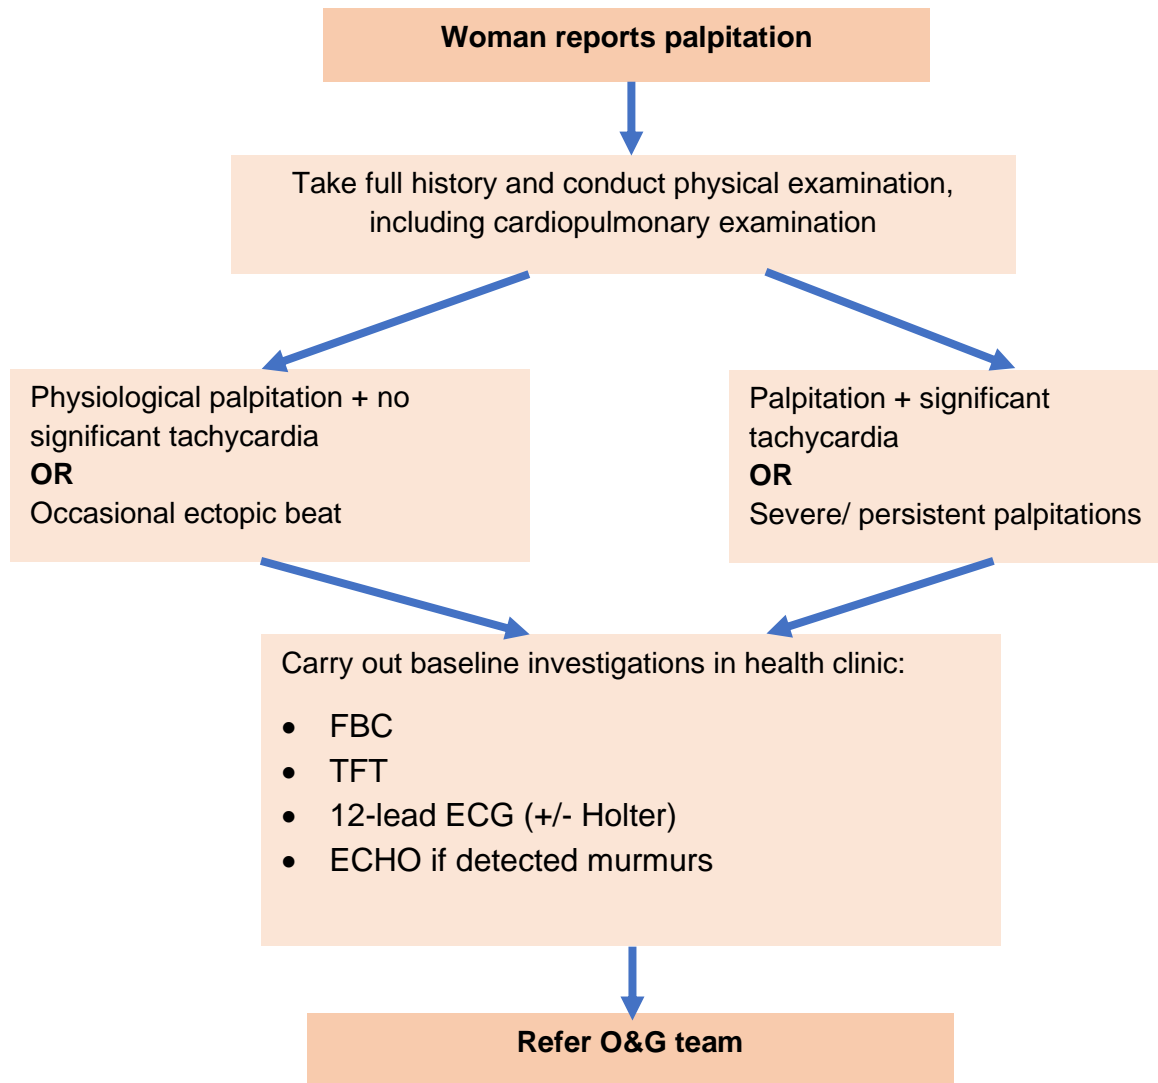 Woman reports palpitation
Take full history and conduct physical examination,
including cardiopulmonary examination
Physiological palpitation + no
significant tachycardia
OR
Occasional ectopic beat
Palpitation + significant
tachycardia
OR
Severe/ persistent palpitations
Carry out baseline investigations in health clinic:
• FBC
• TFT
• 12-lead ECG (+/- Holter)
• ECHO if detected murmurs
Refer O&G team